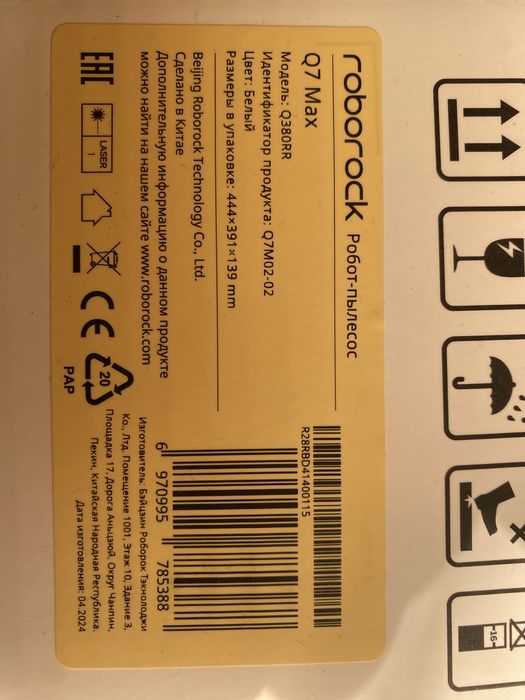 roborock Робот-пылесос
Q7 Max
Модель: Q380RR
Идентификатор продукта: Q7M02-02
Цвет: Белый
Размеры в упаковке: 444×391×139 mm
Beijing Roborock Technology Co., Ltd.
Сделано в Китае
Дополнительную информацию о данном продукте
можно найти на нашем сайте www.roborock.com
EAC
LASER
1
CE
20
PAP
R28RBD41400115
6 970995 785388
Изготовитель: Бэйцзин Роборок Тэкнолоджи
Ко., Лтд. Помещение 1001, Этаж 10, Здание 3,
Площадка 17, Дорога Аньцзюй, Округ Чанпин,
Пекин, Китайская Народная Республика.
Дата изготовления: 04.2024
16